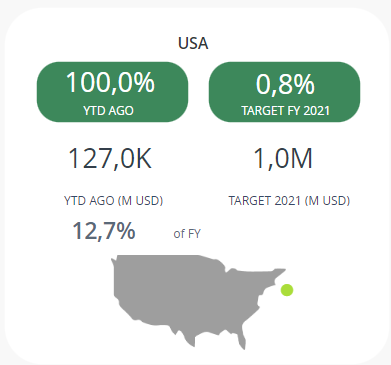 USA
100,0%
YTD AGO
0,8%
TARGET FY 2021
127,0K
1,0M
YTD AGO (M USD)
TARGET 2021 (M USD)
12,7% of FY